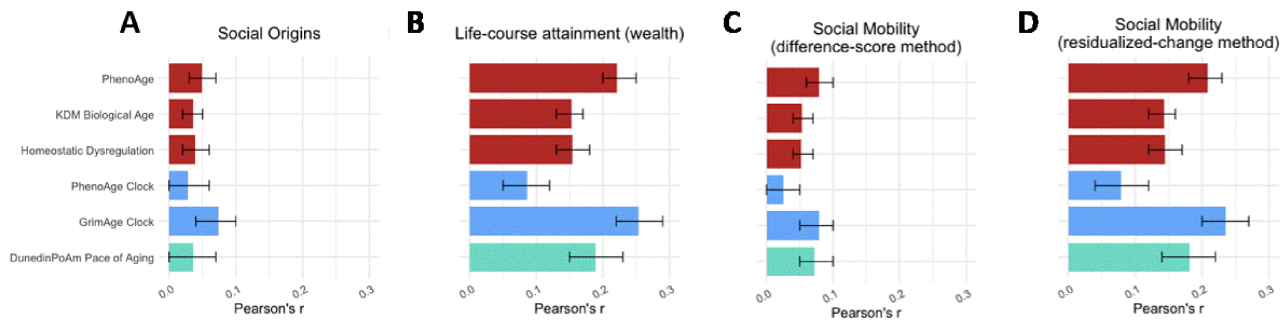 A
Social Origins
PhenoAge
KDM Biological Age
Homeostatic Dysregulation
PhenoAge Clock
GrimAge Clock
DunedinPoAm Pace of Aging
0.0 0.1 0.2 0.3
Pearson's r
B
Life-course attainment (wealth)
0.0 0.1 0.2 0.3
Pearson's r
C
Social Mobility
(difference-score method)
0.0 0.1 0.2 0.3
Pearson's r
D
Social Mobility
(residualized-change method)
0.0 0.1 0.2 0.3
Pearson's r